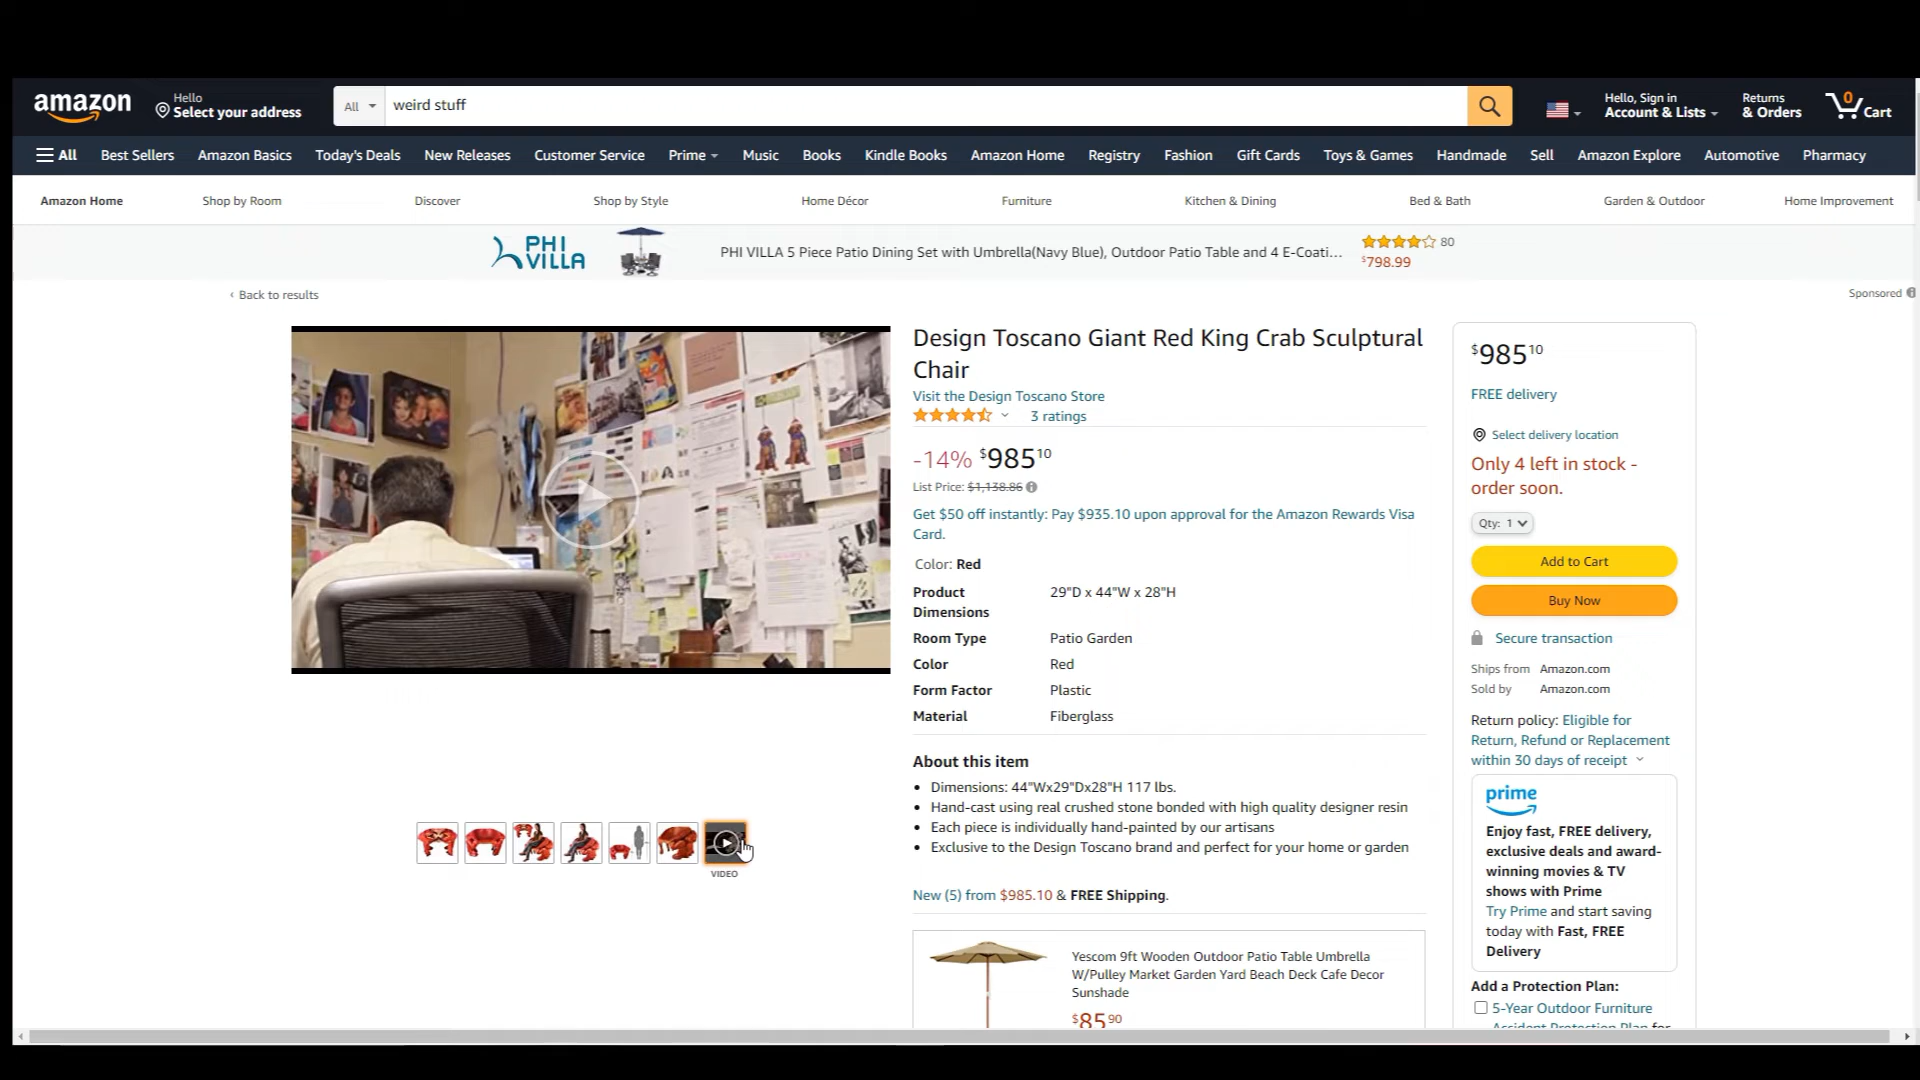 amazon
Hello
Select your address
All
weird stuff
Hello, Sign in
Account & Lists
Returns
& Orders
0
Cart
All
Best Sellers
Amazon Basics
Today's Deals
New Releases
Customer Service
Prime
Music
Books
Kindle Books
Amazon Home
Registry
Fashion
Gift Cards
Toys & Games
Handmade
Sell
Amazon Explore
Automotive
Pharmacy
Amazon Home
Shop by Room
Discover
Shop by Style
Home Décor
Furniture
Kitchen & Dining
Bed & Bath
Garden & Outdoor
Home Improvement
PHI
VILLA
PHI VILLA 5 Piece Patio Dining Set with Umbrella(Navy Blue), Outdoor Patio Table and 4 E-Coati...
80
$798.99
‹ Back to results
Sponsored
Design Toscano Giant Red King Crab Sculptural
Chair
Visit the Design Toscano Store
3 ratings
-14% $985 10
List Price: $1,138.86
Get $50 off instantly: Pay $935.10 upon approval for the Amazon Rewards Visa
Card.
Color: Red
Product
Dimensions
29"D x 44"W x 28"H
Room Type Patio Garden
Color Red
Form Factor Plastic
Material Fiberglass
About this item
• Dimensions: 44"Wx29"Dx28"H 117 lbs.
• Hand-cast using real crushed stone bonded with high quality designer resin
• Each piece is individually hand-painted by our artisans
• Exclusive to the Design Toscano brand and perfect for your home or garden
New (5) from $985.10 & FREE Shipping.
Yescom 9ft Wooden Outdoor Patio Table Umbrella
W/Pulley Market Garden Yard Beach Deck Cafe Decor
Sunshade
$85 90
VIDEO
$985 10
FREE delivery
Select delivery location
Only 4 left in stock -
order soon.
Qty: 1
Add to Cart
Buy Now
Secure transaction
Ships from Amazon.com
Sold by Amazon.com
Return policy: Eligible for
Return, Refund or Replacement
within 30 days of receipt
prime
Enjoy fast, FREE delivery,
exclusive deals and award-
winning movies & TV
shows with Prime
Try Prime and start saving
today with Fast, FREE
Delivery
Add a Protection Plan:
5-Year Outdoor Furniture
Accident Protection Plan for